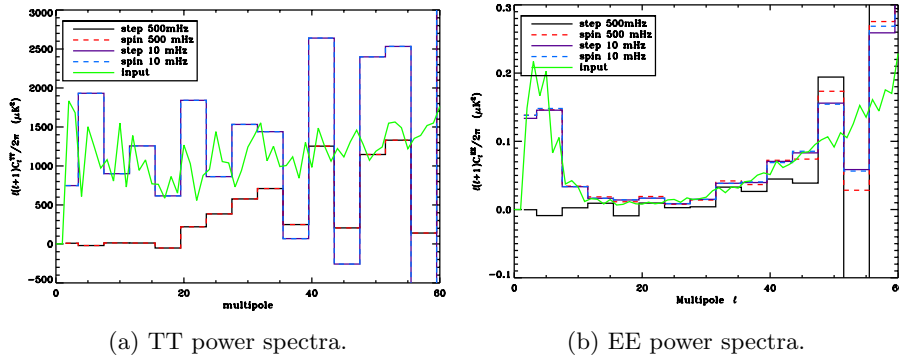 3000
2500
2000
1500
1000
500
0
−500
0 20 40 60
multipole
ℓ(ℓ+1)C_ℓ^TT/2π (μK²)
step 500mHz
spin 500 mHz
step 10 mHz
spin 10 mHz
input
(a) TT power spectra.
0.3
0.2
0.1
0.0
−0.1
0 10 20 30 40 50 60
Multipole ℓ
ℓ(ℓ+1)C_ℓ^EE/2π (μK²)
step 500mHz
spin 500 mHz
step 10 mHz
spin 10 mHz
input
(b) EE power spectra.